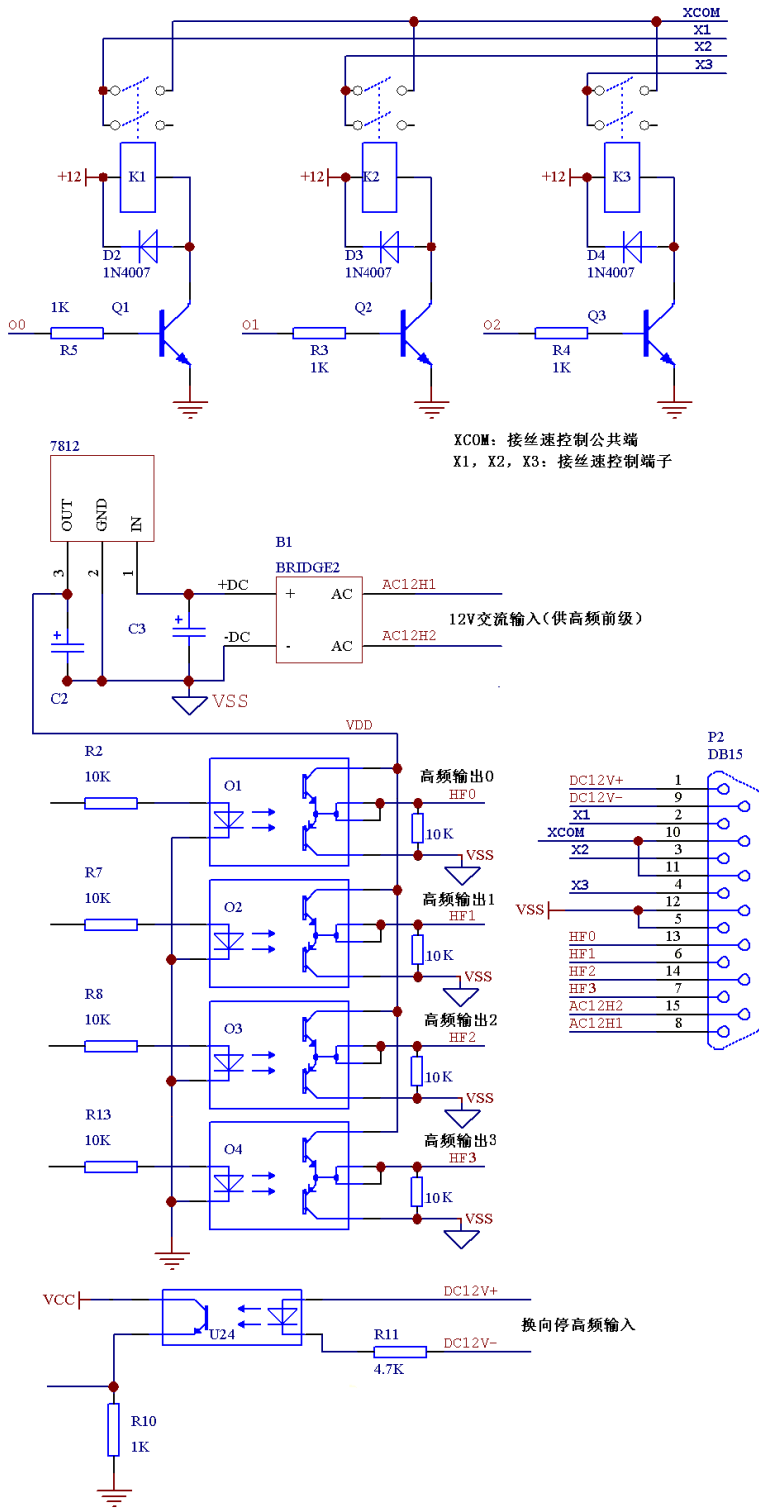 XCOM
X1
X2
X3
+12
K1
+12
K2
+12
K3
D2
1N4007
D3
1N4007
D4
1N4007
1K
Q1
Q2
Q3
O0
R5
O1
R3
1K
O2
R4
1K
XCOM: 接丝速控制公共端
X1, X2, X3: 接丝速控制端子
7812
OUT
GND
IN
3
2
1
B1
BRIDGE2
+DC
+
AC
AC12H1
-DC
-
AC
AC12H2
12V交流输入(供高频前级)
+
C3
+
C2
VSS
VDD
R2
10K
O1
高频输出0
HF0
10K
VSS
R7
10K
O2
高频输出1
HF1
10K
VSS
R8
10K
O3
高频输出2
HF2
10K
VSS
R13
10K
O4
高频输出3
HF3
10K
VSS
P2
DB15
DC12V+
1
DC12V-
9
X1
2
XCOM
10
X2
3
11
X3
4
12
VSS
5
HF0
13
HF1
6
HF2
14
HF3
7
AC12H2
15
AC12H1
8
VCC
U24
DC12V+
换向停高频输入
R11
4.7K
DC12V-
R10
1K